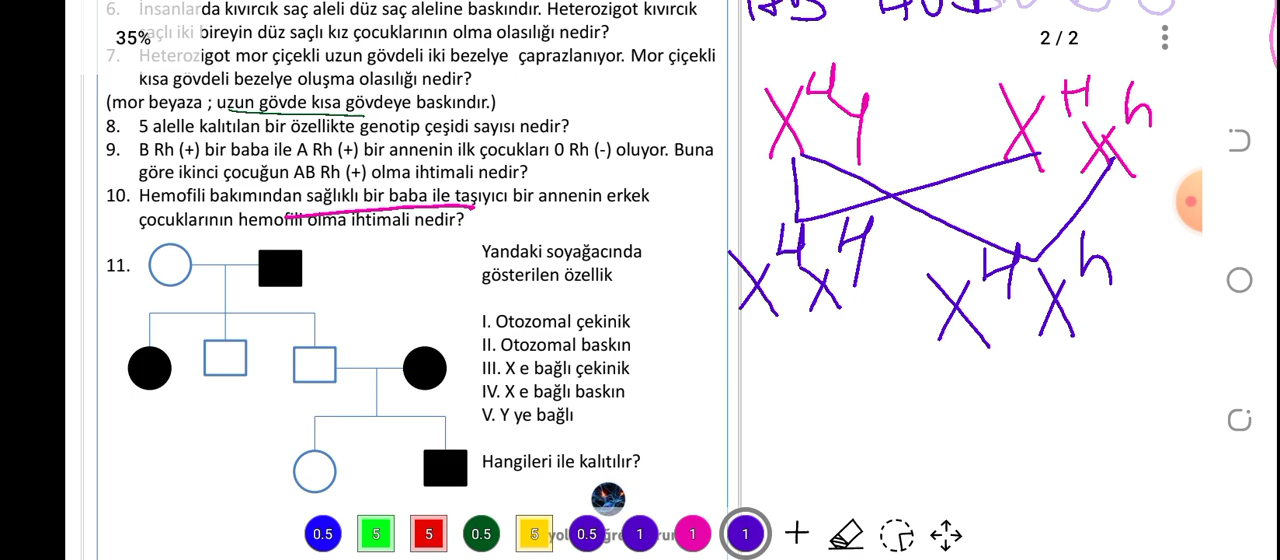 6. İnsanlarda kıvırcık saç aleli düz saç aleline baskındır. Heterozigot kıvırcık
saçlı iki bireyin düz saçlı kız çocuklarının olma olasılığı nedir?
35%
2 / 2
7. Heterozigot mor çiçekli uzun gövdeli iki bezelye çaprazlanıyor. Mor çiçekli
kısa gövdeli bezelye oluşma olasılığı nedir?
(mor beyaza ; uzun gövde kısa gövdeye baskındır.)
8. 5 alelle kalıtılan bir özellikte genotip çeşidi sayısı nedir?
9. B Rh (+) bir baba ile A Rh (+) bir annenin ilk çocukları 0 Rh (-) oluyor. Buna
göre ikinci çocuğun AB Rh (+) olma ihtimali nedir?
10. Hemofili bakımından sağlıklı bir baba ile taşıyıcı bir annenin erkek
çocuklarının hemofili olma ihtimali nedir?
X^H Y X^H X^h
X^H X^H X^H X^h
11. Yandaki soyağacında
gösterilen özellik
I. Otozomal çekinik
II. Otozomal baskın
III. X e bağlı çekinik
IV. X e bağlı baskın
V. Y ye bağlı
Hangileri ile kalıtılır?
0.5 5 5 0.5 5 0.5 1 1 1